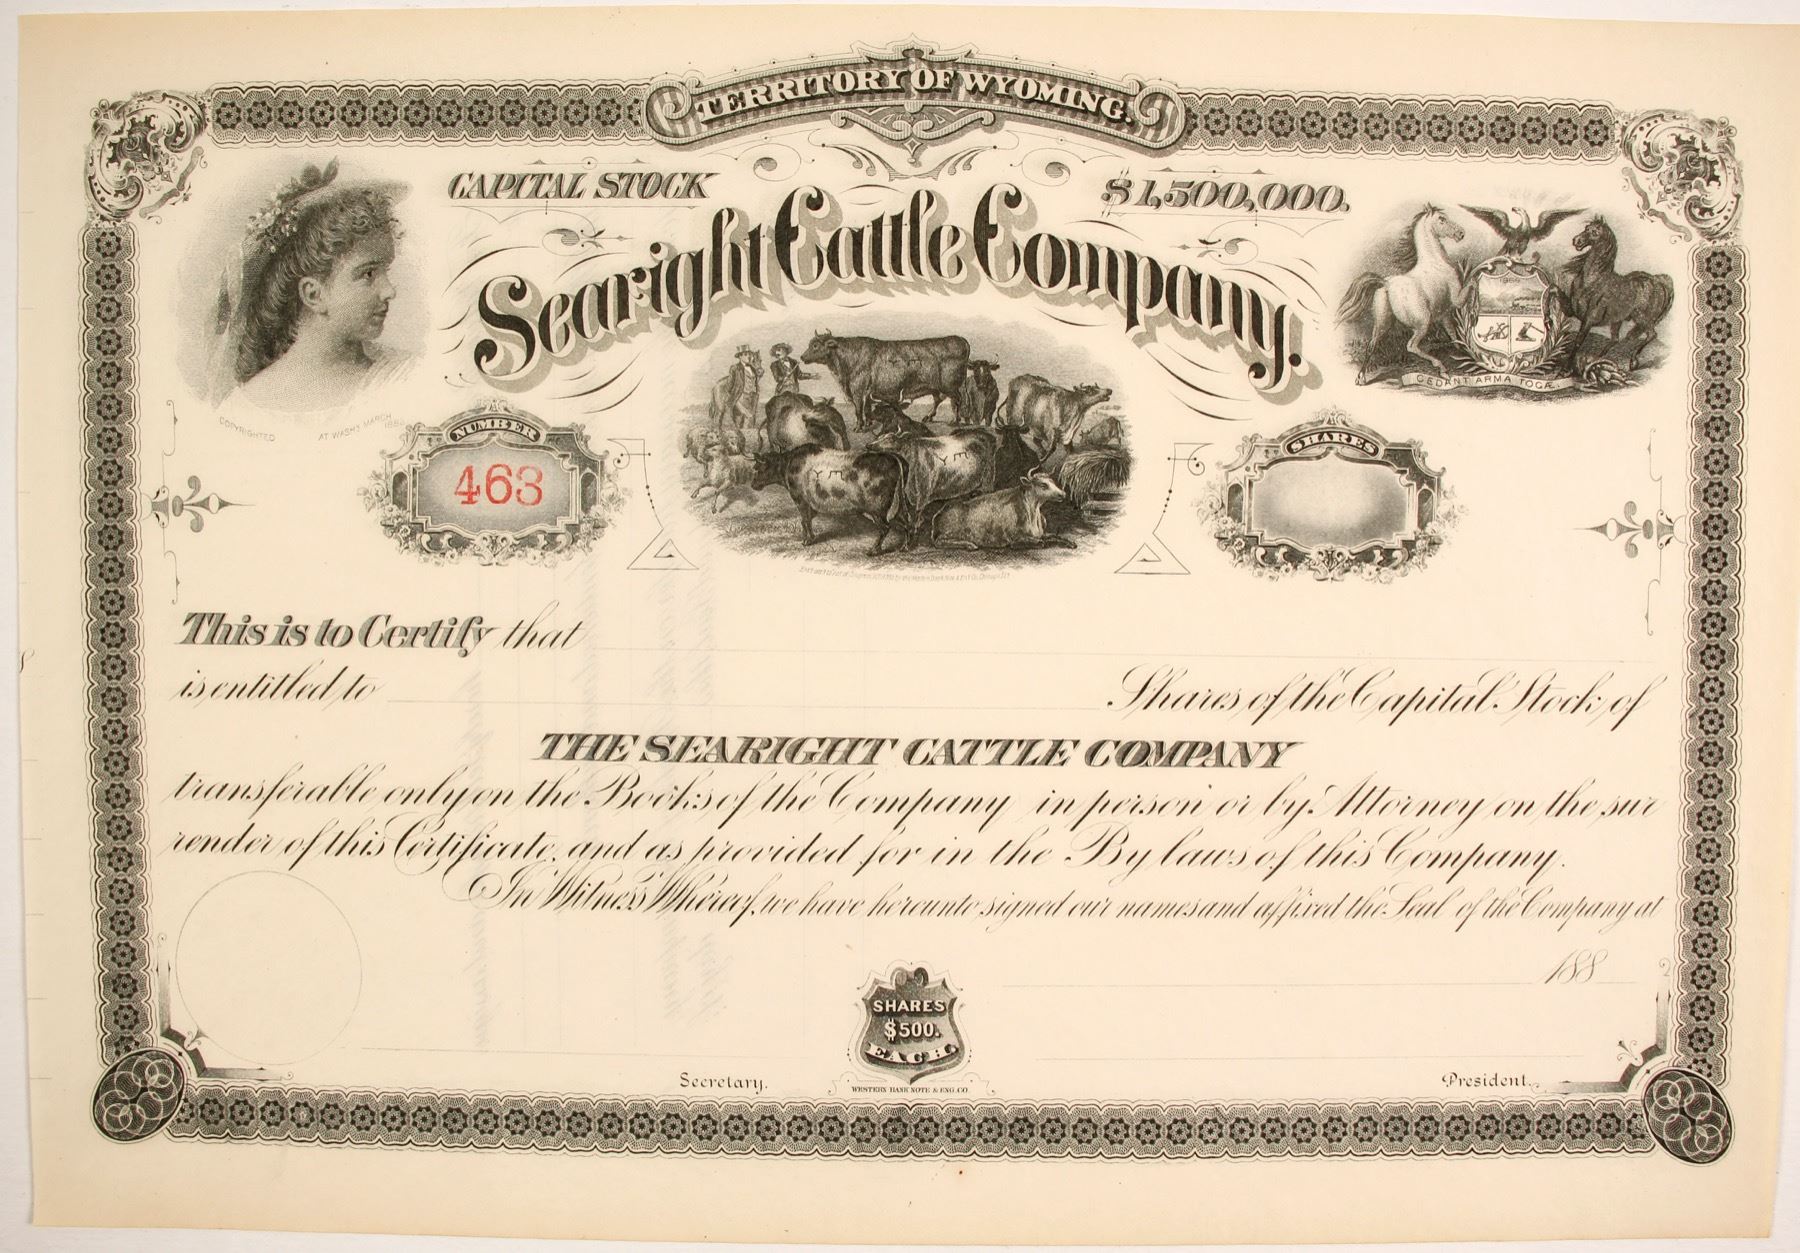 TERRITORY OF WYOMING.
CAPITAL STOCK $1,500,000.
Searight Cattle Company.
1869
CEDANT ARMA TOGÆ.
COPYRIGHTED AT WASH'N MARCH 188
NUMBER
463
SHARES
This is to Certify that
is entitled to Shares of the Capital Stock of
THE SEARIGHT CATTLE COMPANY
transferable only on the Books of the Company in person or by Attorney on the sur
render of this Certificate, and as provided for in the By laws of this Company.
In Witness Whereof, we have hereunto signed our names and affixed the Seal of the Company at
188
SHARES
$500.
EACH.
Secretary. President.
WESTERN BANK NOTE & ENG. CO.